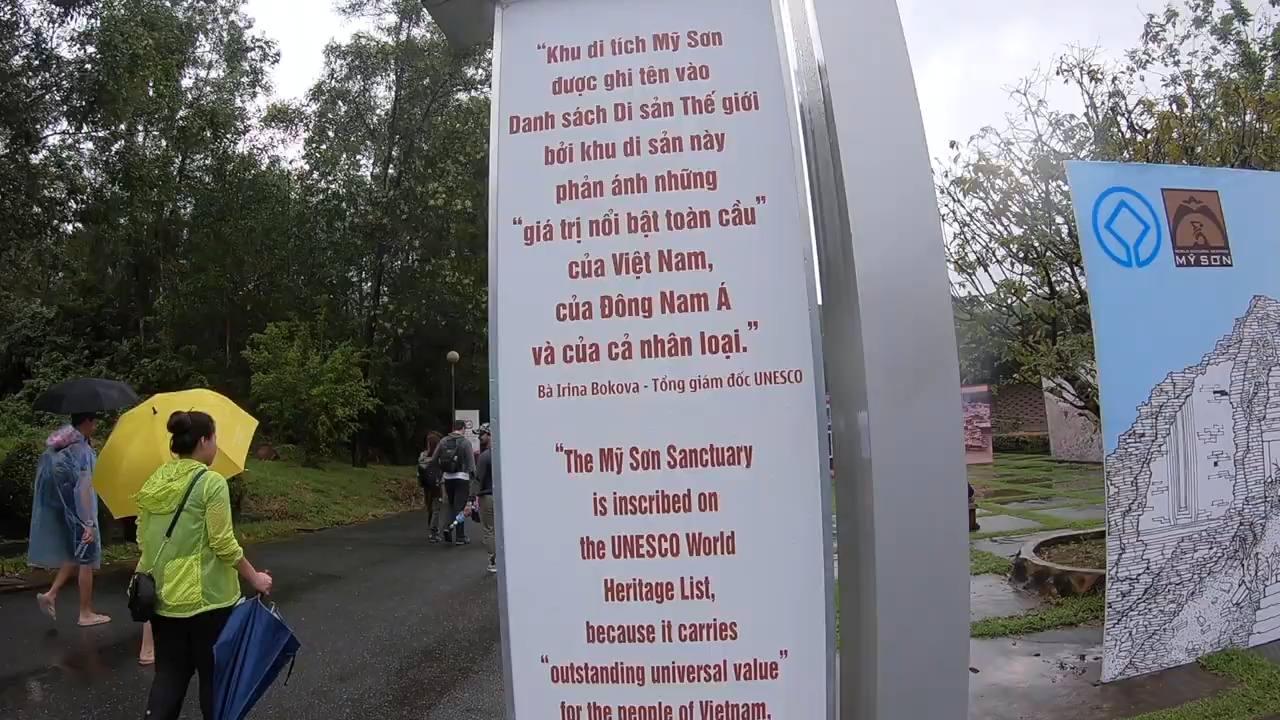 “Khu di tích Mỹ Sơn
được ghi tên vào
Danh sách Di sản Thế giới
bởi khu di sản này
phản ánh những
“giá trị nổi bật toàn cầu”
của Việt Nam,
của Đông Nam Á
và của cả nhân loại.”
Bà Irina Bokova - Tổng giám đốc UNESCO
“The Mỹ Sơn Sanctuary
is inscribed on
the UNESCO World
Heritage List,
because it carries
“outstanding universal value”
for the people of Vietnam,
MỸ SƠN